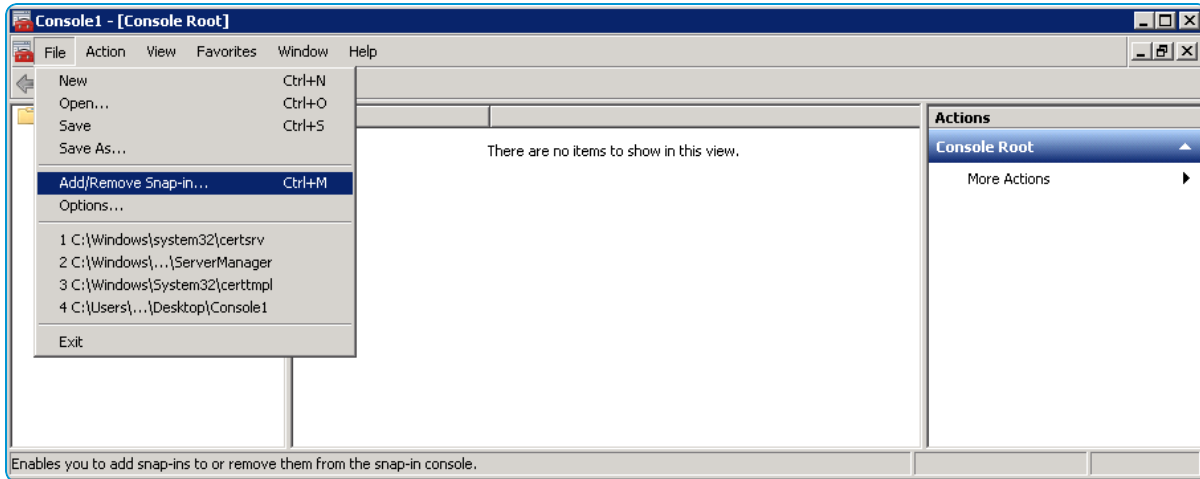 Console1 - [Console Root]
File Action View Favorites Window Help
New Ctrl+N
Open... Ctrl+O
Save Ctrl+S
Save As...
Add/Remove Snap-in... Ctrl+M
Options...
1 C:\Windows\system32\certsrv
2 C:\Windows\...\ServerManager
3 C:\Windows\System32\certtmpl
4 C:\Users\...\Desktop\Console1
Exit
There are no items to show in this view.
Actions
Console Root
More Actions
Enables you to add snap-ins to or remove them from the snap-in console.